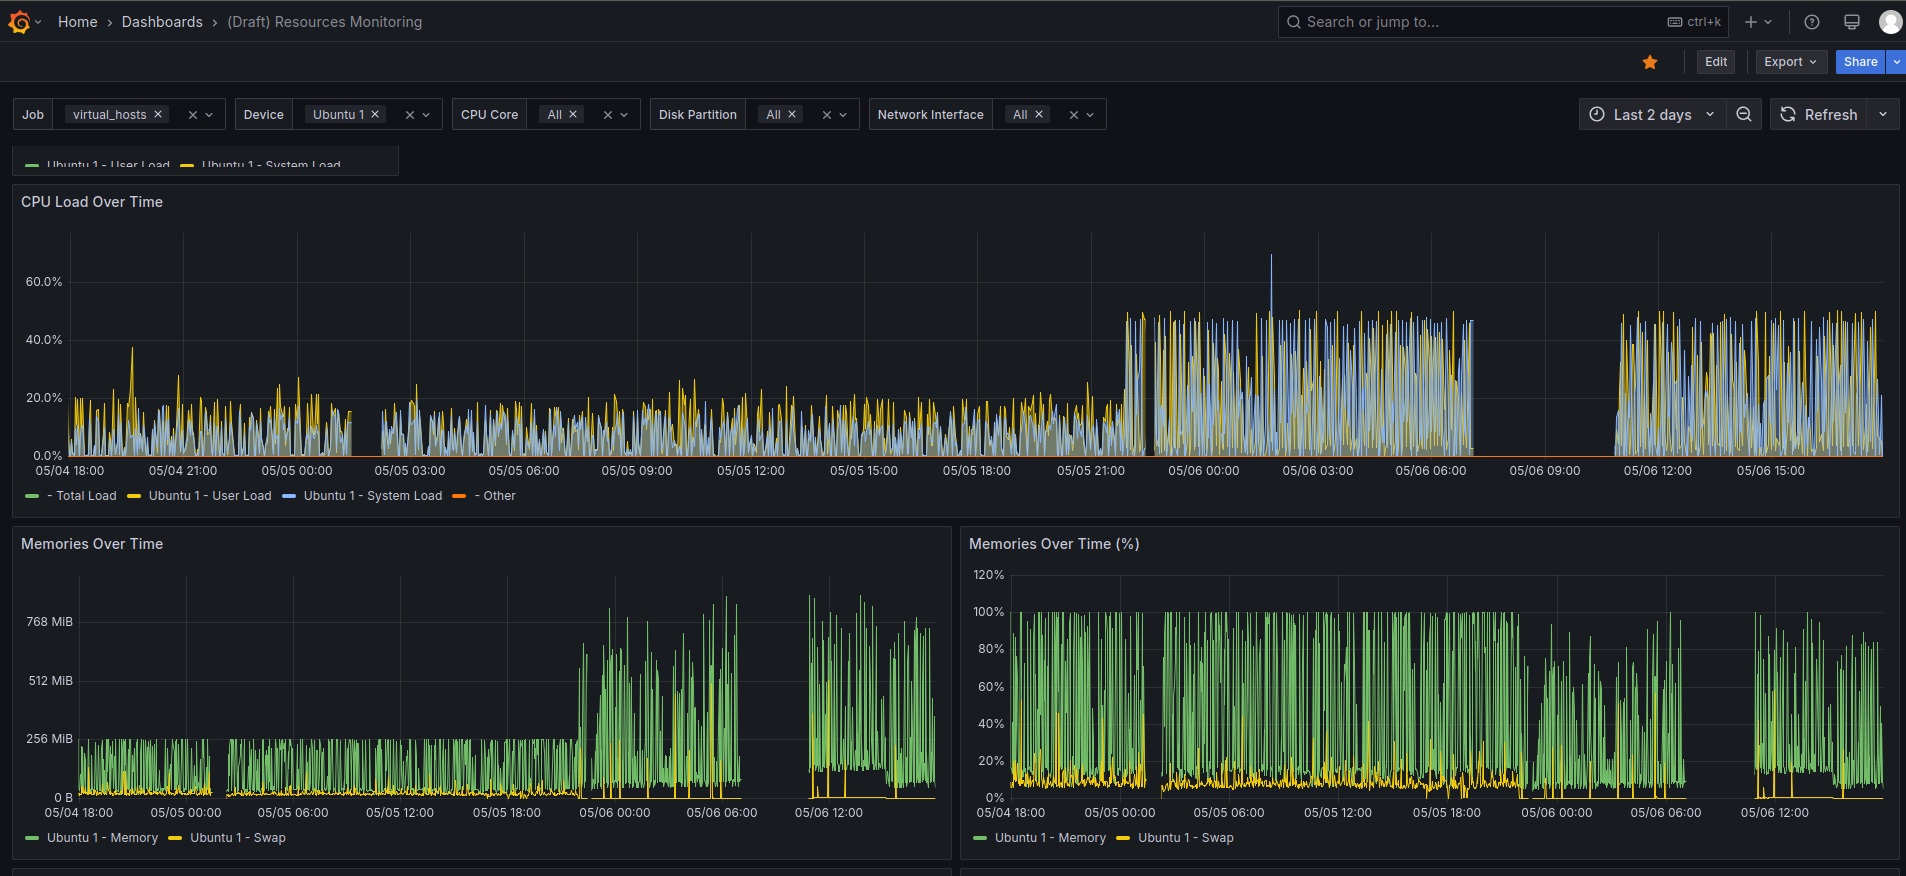 Home › Dashboards › (Draft) Resources Monitoring
Search or jump to...
ctrl+k
Edit
Export
Share
Job
virtual_hosts
Device
Ubuntu 1
CPU Core
All
Disk Partition
All
Network Interface
All
Last 2 days
Refresh
Ubuntu 1 - User Load
Ubuntu 1 - System Load
CPU Load Over Time
60.0%
40.0%
20.0%
0.0%
05/04 18:00
05/04 21:00
05/05 00:00
05/05 03:00
05/05 06:00
05/05 09:00
05/05 12:00
05/05 15:00
05/05 18:00
05/05 21:00
05/06 00:00
05/06 03:00
05/06 06:00
05/06 09:00
05/06 12:00
05/06 15:00
- Total Load
Ubuntu 1 - User Load
Ubuntu 1 - System Load
- Other
Memories Over Time
768 MiB
512 MiB
256 MiB
0 B
05/04 18:00
05/05 00:00
05/05 06:00
05/05 12:00
05/05 18:00
05/06 00:00
05/06 06:00
05/06 12:00
Ubuntu 1 - Memory
Ubuntu 1 - Swap
Memories Over Time (%)
120%
100%
80%
60%
40%
20%
0%
05/04 18:00
05/05 00:00
05/05 06:00
05/05 12:00
05/05 18:00
05/06 00:00
05/06 06:00
05/06 12:00
Ubuntu 1 - Memory
Ubuntu 1 - Swap